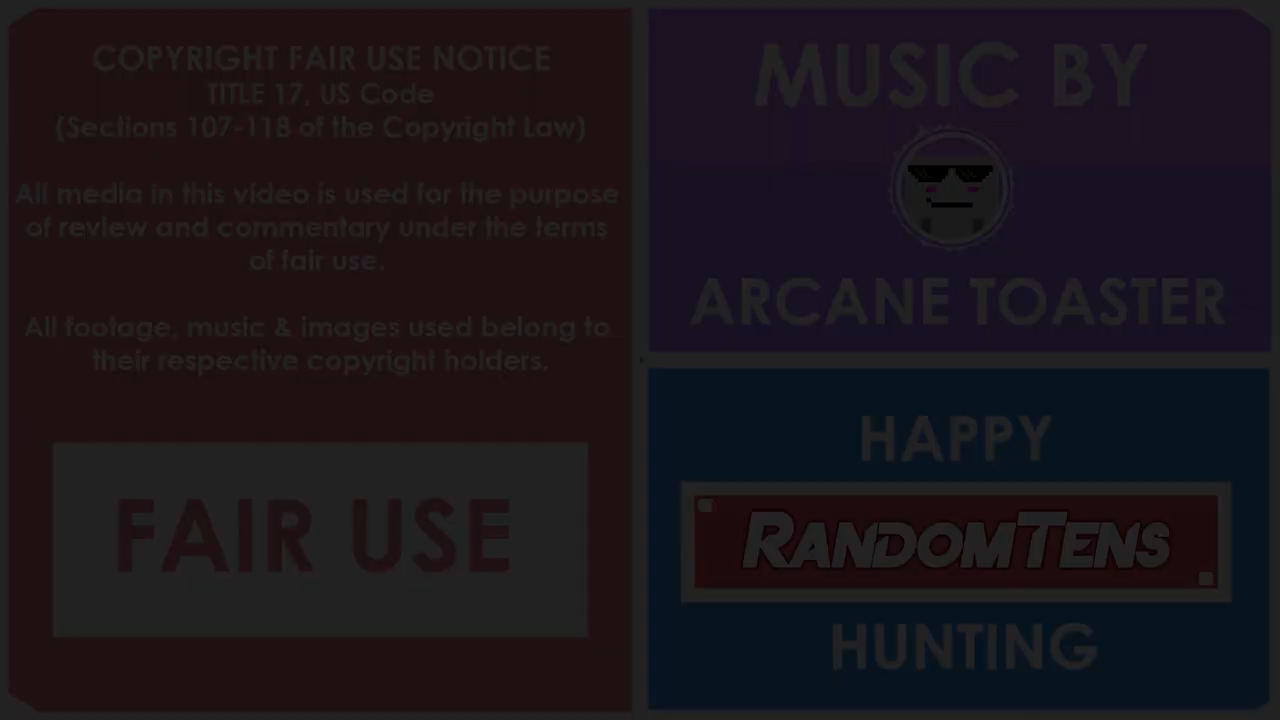 COPYRIGHT FAIR USE NOTICE
TITLE 17, US Code
(Sections 107-118 of the Copyright Law)
All media in this video is used for the purpose
of review and commentary under the terms
of fair use.
All footage, music & images used belong to
their respective copyright holders.
FAIR USE
MUSIC BY
ARCANE TOASTER
HAPPY
RANDOMTENS
HUNTING